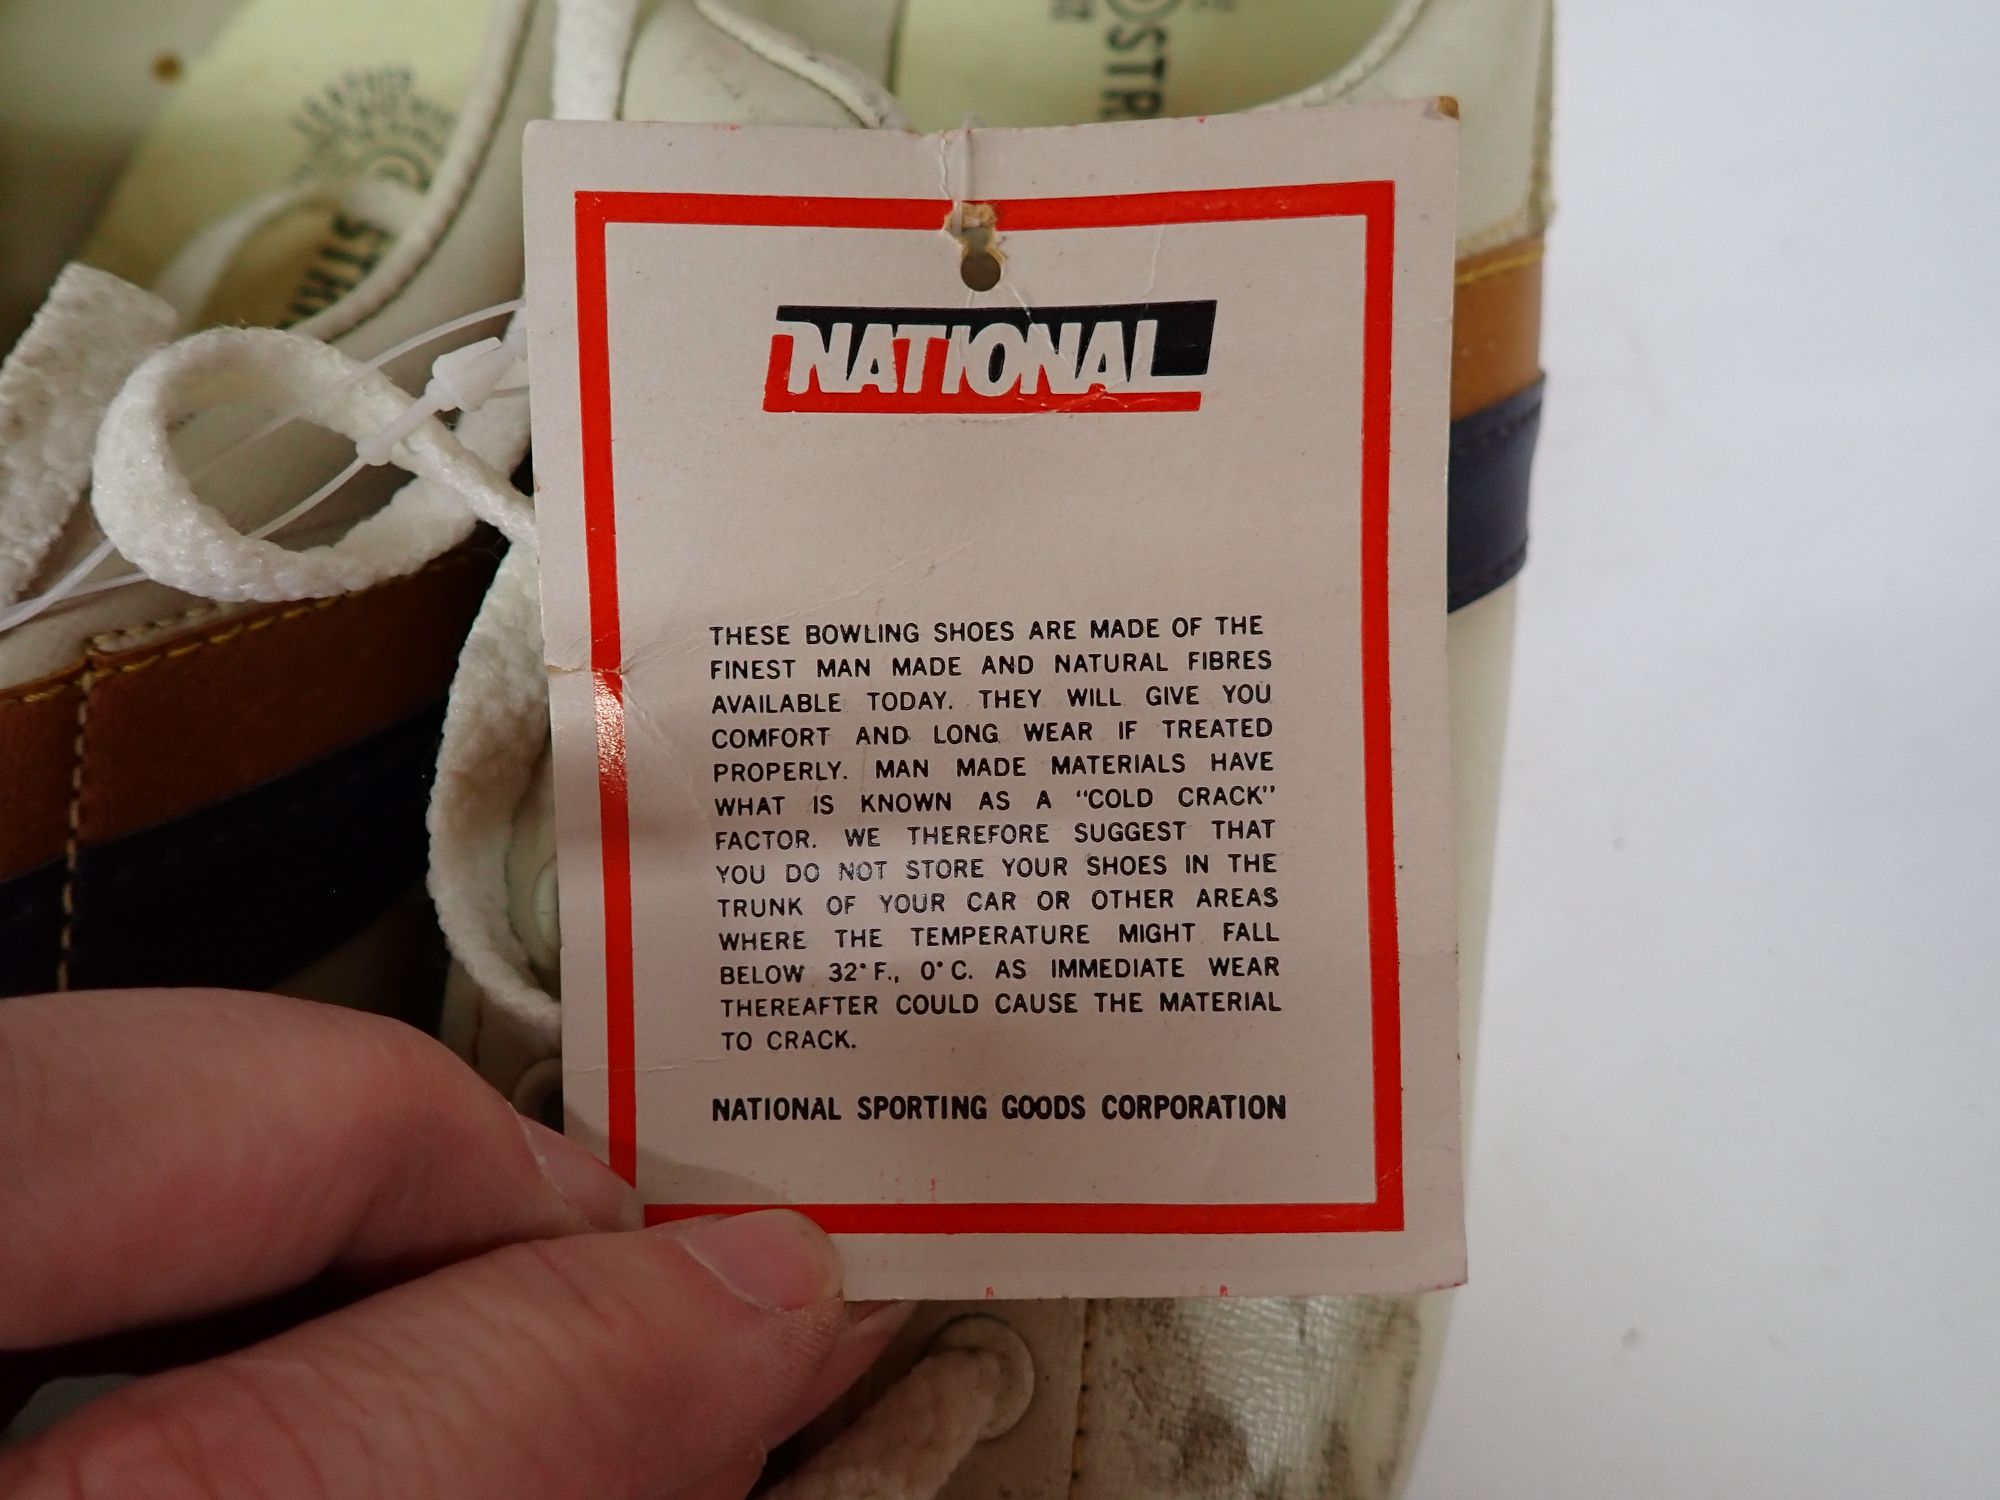 STR
STRI
NATIONAL
THESE BOWLING SHOES ARE MADE OF THE
FINEST MAN MADE AND NATURAL FIBRES
AVAILABLE TODAY. THEY WILL GIVE YOU
COMFORT AND LONG WEAR IF TREATED
PROPERLY. MAN MADE MATERIALS HAVE
WHAT IS KNOWN AS A "COLD CRACK"
FACTOR. WE THEREFORE SUGGEST THAT
YOU DO NOT STORE YOUR SHOES IN THE
TRUNK OF YOUR CAR OR OTHER AREAS
WHERE THE TEMPERATURE MIGHT FALL
BELOW 32° F., 0° C. AS IMMEDIATE WEAR
THEREAFTER COULD CAUSE THE MATERIAL
TO CRACK.
NATIONAL SPORTING GOODS CORPORATION